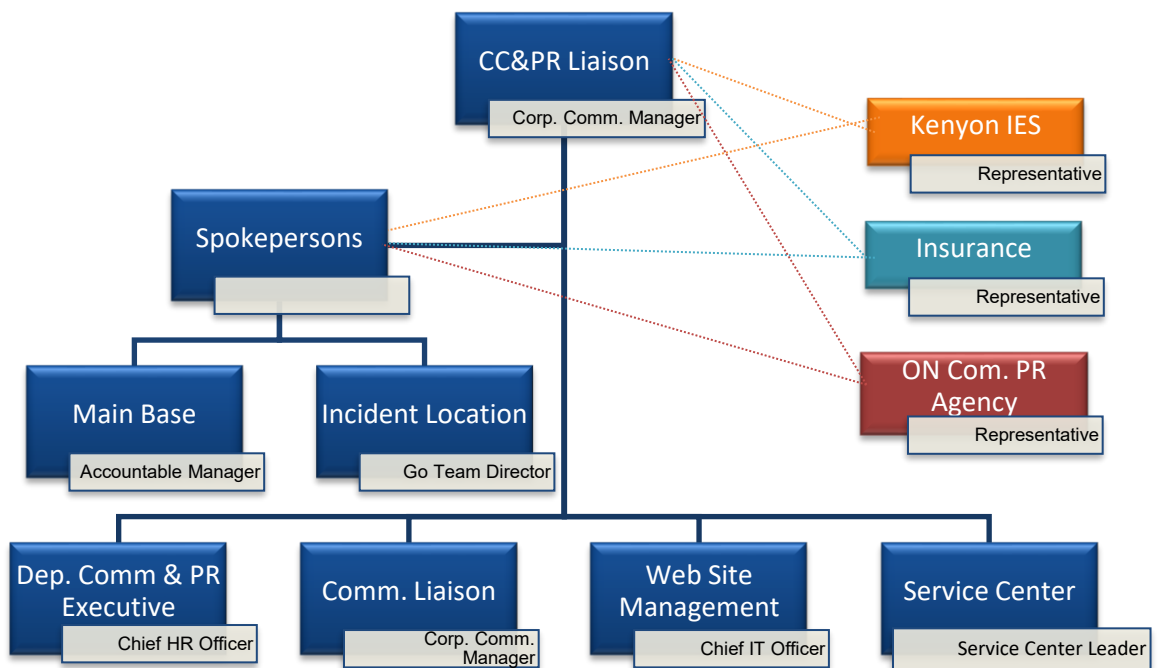 CC&PR Liaison
Corp. Comm. Manager
Kenyon IES
Representative
Spokepersons
Insurance
Representative
Main Base
Accountable Manager
Incident Location
Go Team Director
ON Com. PR
Agency
Representative
Dep. Comm & PR
Executive
Chief HR Officer
Comm. Liaison
Corp. Comm.
Manager
Web Site
Management
Chief IT Officer
Service Center
Service Center Leader